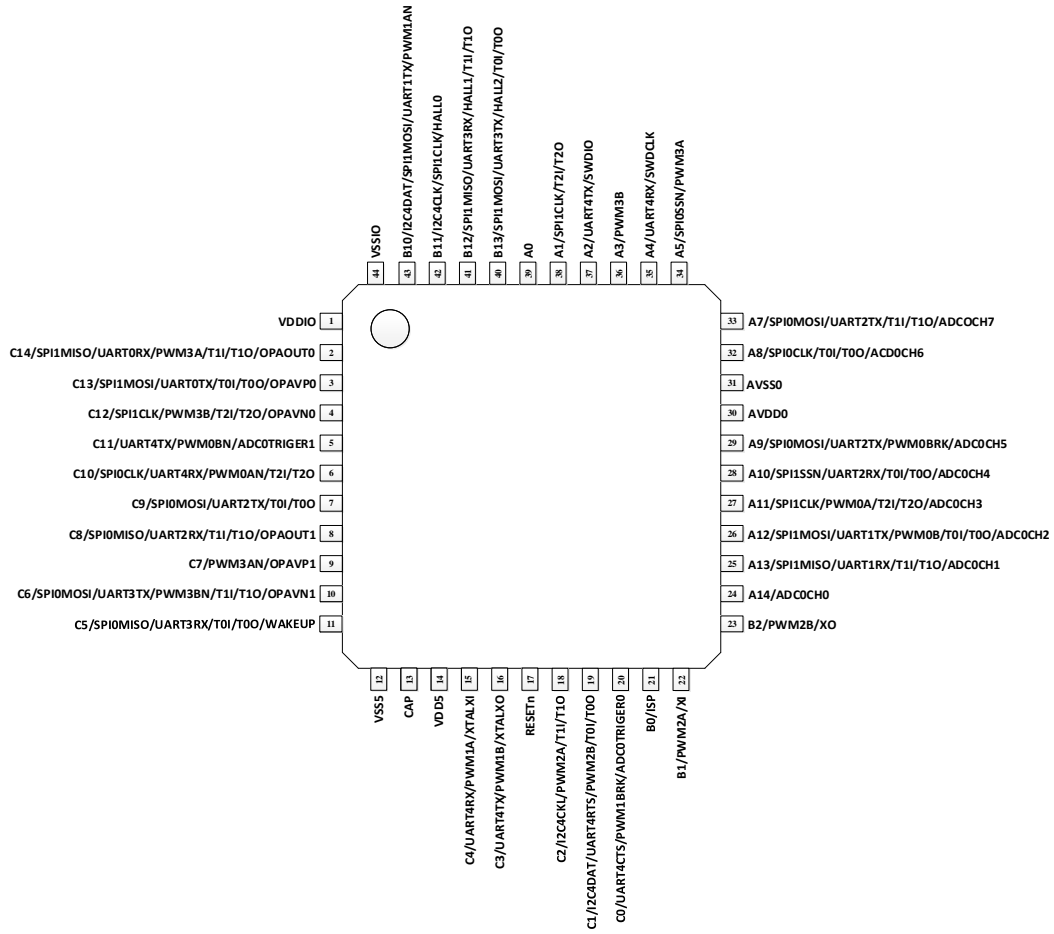 VSSIO
B10/I2C4DAT/SPI1MOSI/UART1TX/PWM1AN
B11/I2C4CLK/SPI1CLK/HALL0
B12/SPI1MISO/UART3RX/HALL1/T1I/T1O
B13/SPI1MOSI/UART3TX/HALL2/T0I/T0O
A0
A1/SPI1CLK/T2I/T2O
A2/UART4TX/SWDIO
A3/PWM3B
A4/UART4RX/SWDCLK
A5/SPI0SSN/PWM3A
44
43
42
41
40
39
38
37
36
35
34
VDDIO 1
C14/SPI1MISO/UART0RX/PWM3A/T1I/T1O/OPAOUT0 2
C13/SPI1MOSI/UART0TX/T0I/T0O/OPAVP0 3
C12/SPI1CLK/PWM3B/T2I/T2O/OPAVN0 4
C11/UART4TX/PWM0BN/ADC0TRIGER1 5
C10/SPI0CLK/UART4RX/PWM0AN/T2I/T2O 6
C9/SPI0MOSI/UART2TX/T0I/T0O 7
C8/SPI0MISO/UART2RX/T1I/T1O/OPAOUT1 8
C7/PWM3AN/OPAVP1 9
C6/SPI0MOSI/UART3TX/PWM3BN/T1I/T1O/OPAVN1 10
C5/SPI0MISO/UART3RX/T0I/T0O/WAKEUP 11
33 A7/SPI0MOSI/UART2TX/T1I/T1O/ADCOCH7
32 A8/SPI0CLK/T0I/T0O/ACD0CH6
31 AVSS0
30 AVDD0
29 A9/SPI0MOSI/UART2TX/PWM0BRK/ADC0CH5
28 A10/SPI1SSN/UART2RX/T0I/T0O/ADC0CH4
27 A11/SPI1CLK/PWM0A/T2I/T2O/ADC0CH3
26 A12/SPI1MOSI/UART1TX/PWM0B/T0I/T0O/ADC0CH2
25 A13/SPI1MISO/UART1RX/T1I/T1O/ADC0CH1
24 A14/ADC0CH0
23 B2/PWM2B/XO
12
13
14
15
16
17
18
19
20
21
22
VSS5
CAP
VDD5
C4/UART4RX/PWM1A/XTALXI
C3/UART4TX/PWM1B/XTALXO
RESETn
C2/I2C4CKL/PWM2A/T1I/T1O
C1/I2C4DAT/UART4RTS/PWM2B/T0I/T0O
C0/UART4CTS/PWM1BRK/ADC0TRIGER0
B0/ISP
B1/PWM2A/XI